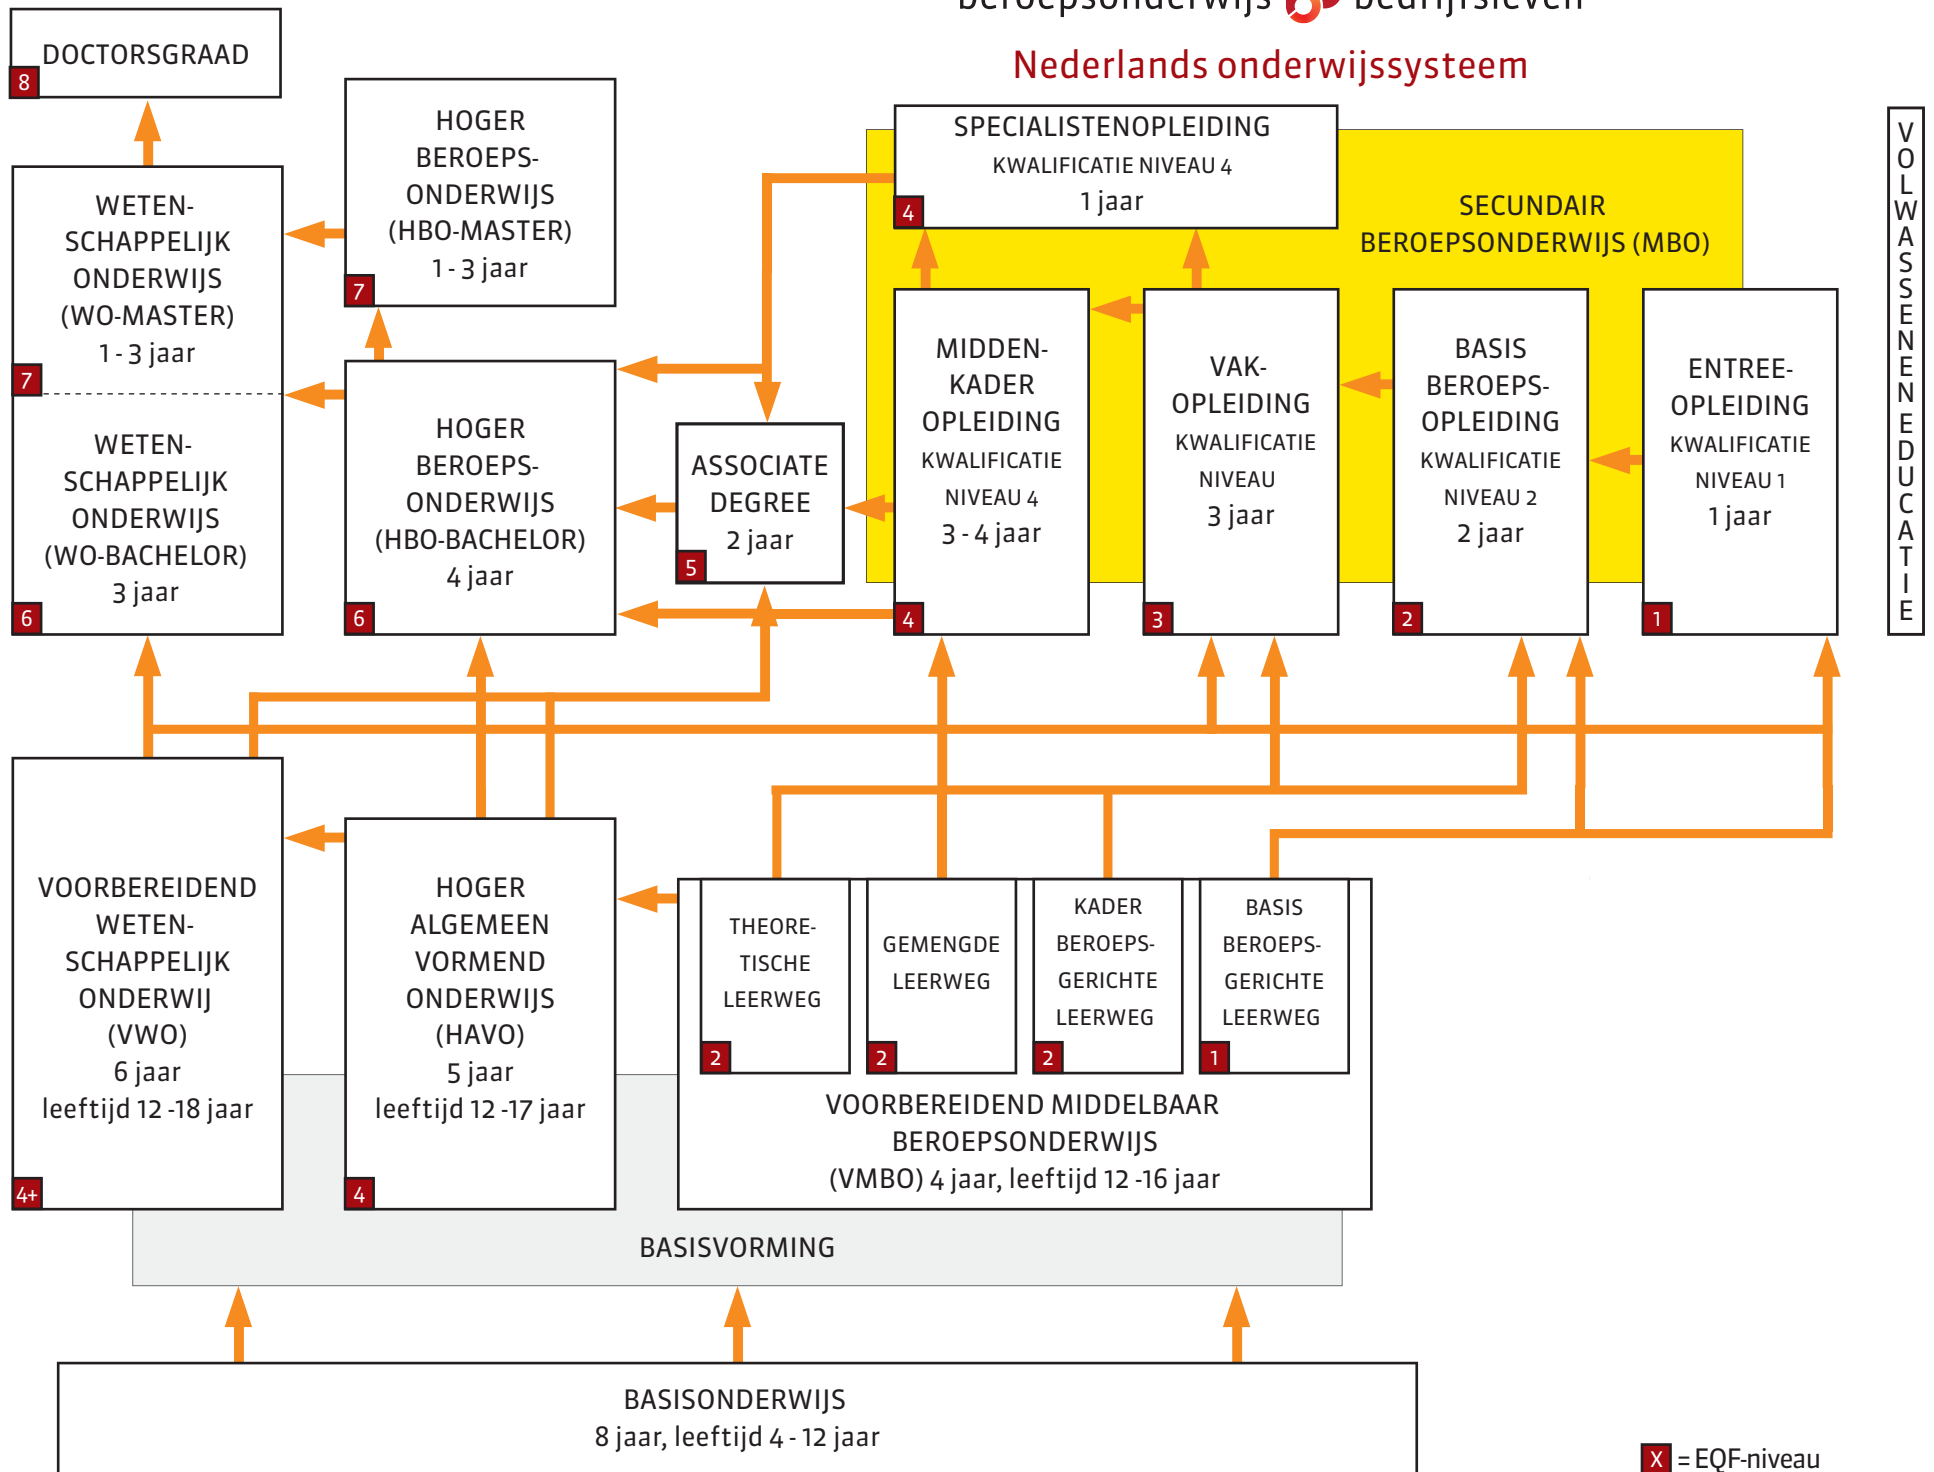 beroepsonderwijs bedrijfsleven
Nederlands onderwijssysteem
DOCTORSGRAAD
8
HOGER
BEROEPS-
ONDERWIJS
(HBO-MASTER)
1 - 3 jaar
7
SPECIALISTENOPLEIDING
KWALIFICATIE NIVEAU 4
1 jaar
4
SECUNDAIR
BEROEPSONDERWIJS (MBO)
VOLWASSENENEDUCATIE
WETEN-
SCHAPPELIJK
ONDERWIJS
(WO-MASTER)
1 - 3 jaar
7
WETEN-
SCHAPPELIJK
ONDERWIJS
(WO-BACHELOR)
3 jaar
6
HOGER
BEROEPS-
ONDERWIJS
(HBO-BACHELOR)
4 jaar
6
ASSOCIATE
DEGREE
2 jaar
5
MIDDEN-
KADER
OPLEIDING
KWALIFICATIE
NIVEAU 4
3 - 4 jaar
4
VAK-
OPLEIDING
KWALIFICATIE
NIVEAU
3 jaar
3
BASIS
BEROEPS-
OPLEIDING
KWALIFICATIE
NIVEAU 2
2 jaar
2
ENTREE-
OPLEIDING
KWALIFICATIE
NIVEAU 1
1 jaar
1
VOORBEREIDEND
WETEN-
SCHAPPELIJK
ONDERWIJ
(VWO)
6 jaar
leeftijd 12 -18 jaar
4+
HOGER
ALGEMEEN
VORMEND
ONDERWIJS
(HAVO)
5 jaar
leeftijd 12 -17 jaar
4
THEORE-
TISCHE
LEERWEG
2
GEMENGDE
LEERWEG
2
KADER
BEROEPS-
GERICHTE
LEERWEG
2
BASIS
BEROEPS-
GERICHTE
LEERWEG
1
VOORBEREIDEND MIDDELBAAR
BEROEPSONDERWIJS
(VMBO) 4 jaar, leeftijd 12 -16 jaar
BASISVORMING
BASISONDERWIJS
8 jaar, leeftijd 4 - 12 jaar
X = EQF-niveau